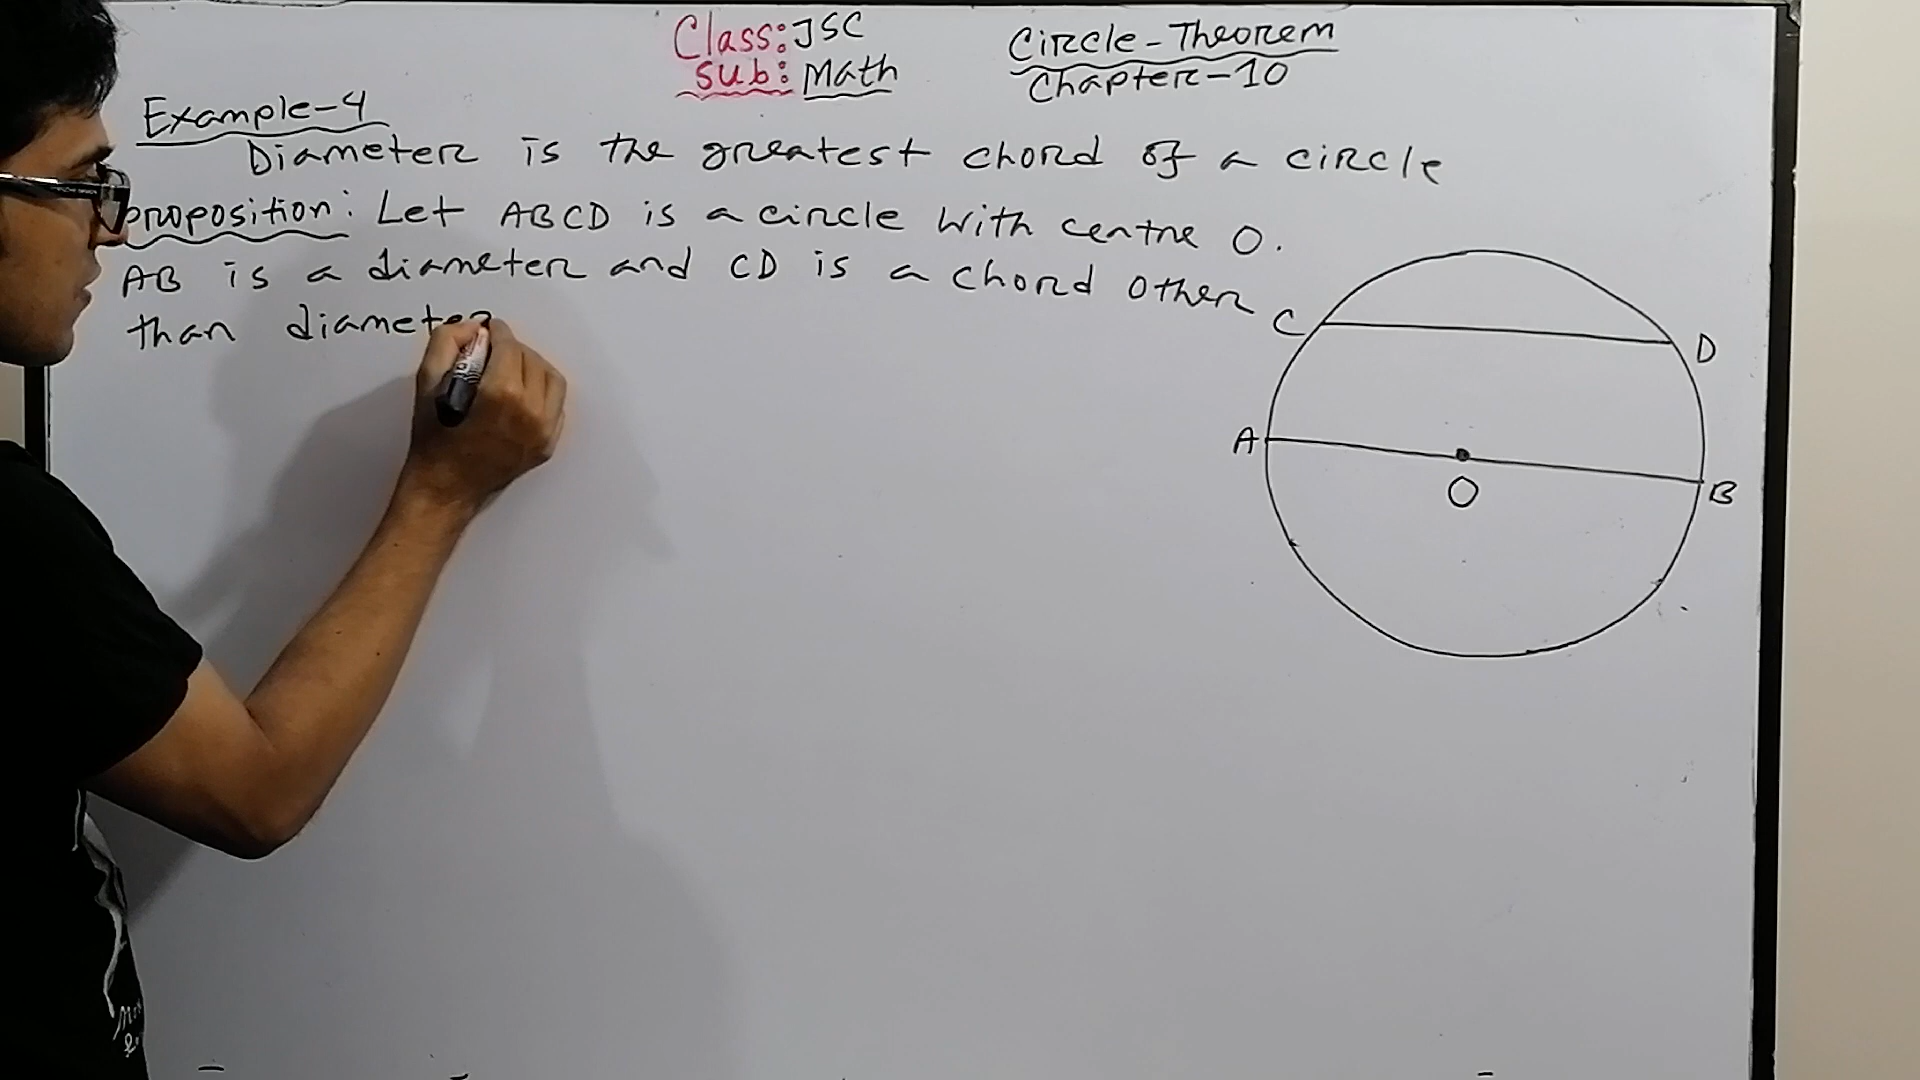 Class: JSC
Sub: Math
Circle-Theorem
Chapter-10
Example-4
Diameter is the greatest chord of a circle
Proposition: Let ABCD is a circle with centre O.
AB is a diameter and CD is a chord other
than diameter
C
D
A
B
O